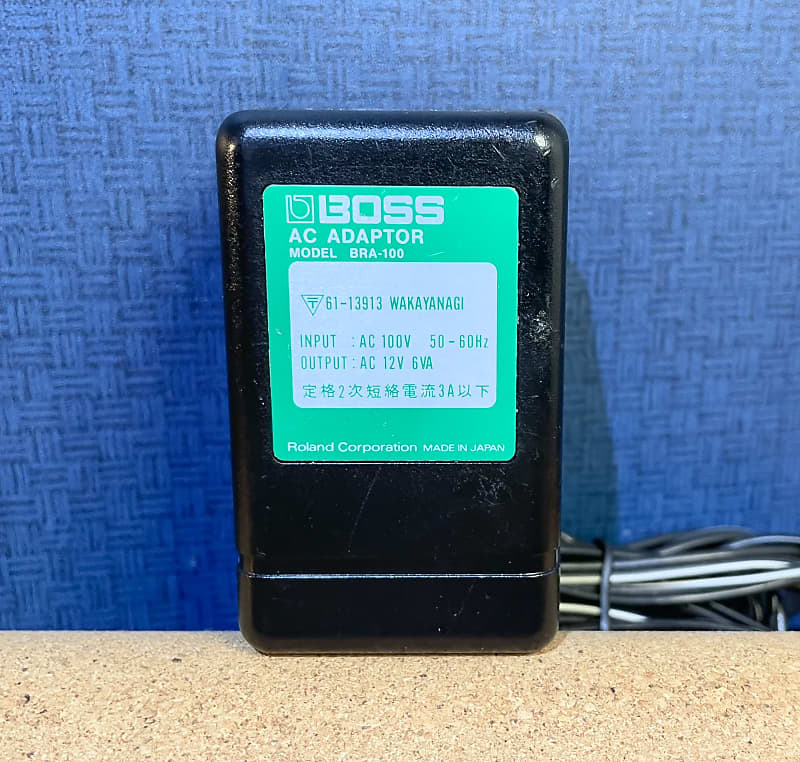 BOSS
AC ADAPTOR
MODEL BRA-100
〒 61-13913 WAKAYANAGI
INPUT : AC 100V 50-60Hz
OUTPUT : AC 12V 6VA
定格2次短絡電流3A以下
Roland Corporation MADE IN JAPAN